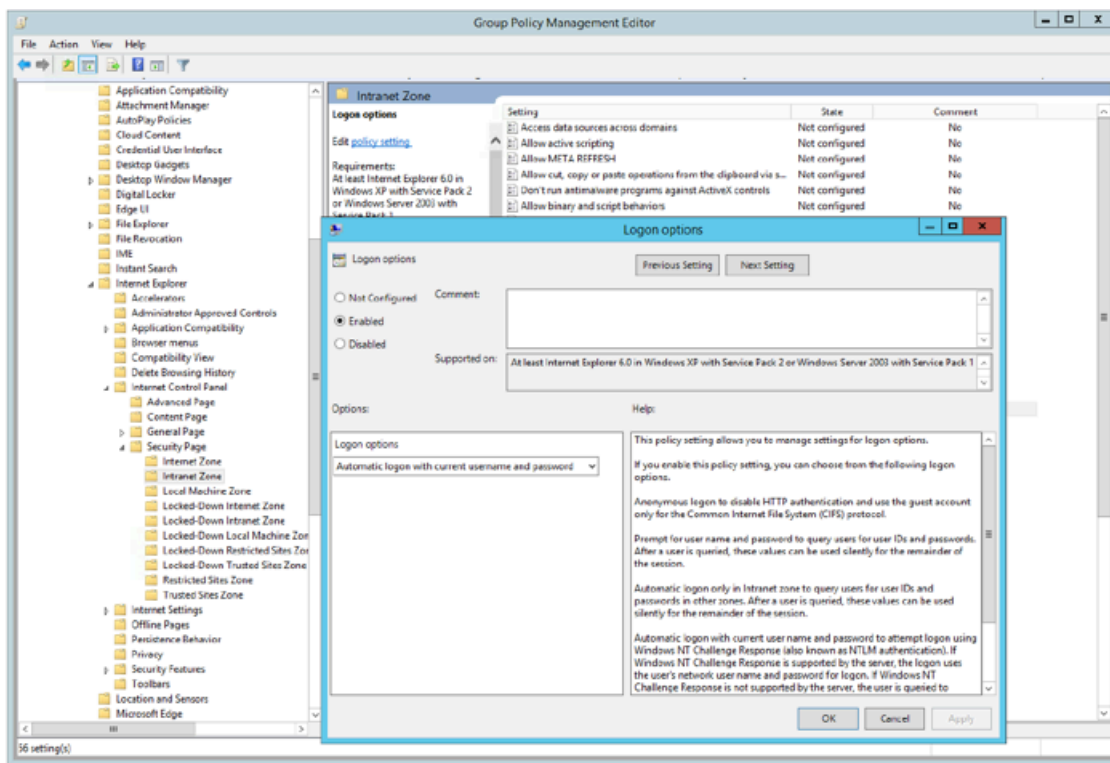 Group Policy Management Editor
File Action View Help
Application Compatibility
Attachment Manager
AutoPlay Policies
Cloud Content
Credential User Interface
Desktop Gadgets
Desktop Window Manager
Digital Locker
Edge UI
File Explorer
File Revocation
IME
Instant Search
Internet Explorer
Accelerators
Administrator Approved Controls
Application Compatibility
Browser menus
Compatibility View
Delete Browsing History
Internet Control Panel
Advanced Page
Content Page
General Page
Security Page
Internet Zone
Intranet Zone
Local Machine Zone
Locked-Down Internet Zone
Locked-Down Intranet Zone
Locked-Down Local Machine Zon
Locked-Down Restricted Sites Zor
Locked-Down Trusted Sites Zone
Restricted Sites Zone
Trusted Sites Zone
Internet Settings
Offline Pages
Persistence Behavior
Privacy
Security Features
Toolbars
Location and Sensors
Microsoft Edge
56 setting(s)
Intranet Zone
Logon options
Edit policy setting
Requirements:
At least Internet Explorer 6.0 in
Windows XP with Service Pack 2
or Windows Server 2003 with
Service Pack 1
Setting State Comment
Access data sources across domains Not configured No
Allow active scripting Not configured No
Allow META REFRESH Not configured No
Allow cut, copy or paste operations from the clipboard via s... Not configured No
Don't run antimalware programs against ActiveX controls Not configured No
Allow binary and script behaviors Not configured No
Logon options
Logon options
Previous Setting Next Setting
Not Configured
Enabled
Disabled
Comment:
Supported on:
At least Internet Explorer 6.0 in Windows XP with Service Pack 2 or Windows Server 2003 with Service Pack 1
Options:
Help:
Logon options
Automatic logon with current username and password
This policy setting allows you to manage settings for logon options.
If you enable this policy setting, you can choose from the following logon
options.
Anonymous logon to disable HTTP authentication and use the guest account
only for the Common Internet File System (CIFS) protocol.
Prompt for user name and password to query users for user IDs and passwords.
After a user is queried, these values can be used silently for the remainder of
the session.
Automatic logon only in Intranet zone to query users for user IDs and
passwords in other zones. After a user is queried, these values can be used
silently for the remainder of the session.
Automatic logon with current user name and password to attempt logon using
Windows NT Challenge Response (also known as NTLM authentication). If
Windows NT Challenge Response is supported by the server, the logon uses
the user's network user name and password for logon. If Windows NT
Challenge Response is not supported by the server, the user is queried to
OK Cancel Apply